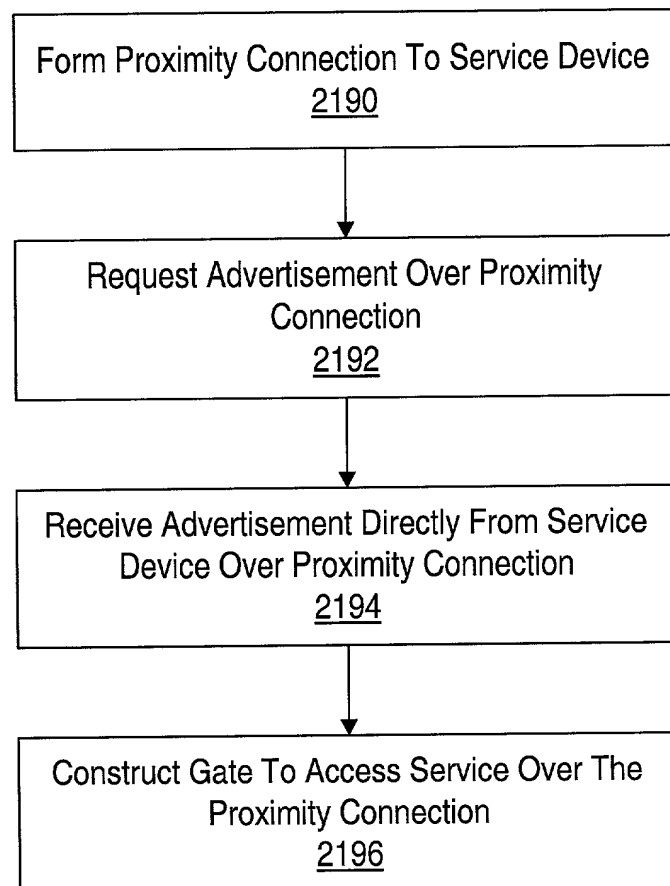 Form Proximity Connection To Service Device
2190
Request Advertisement Over Proximity
Connection
2192
Receive Advertisement Directly From Service
Device Over Proximity Connection
2194
Construct Gate To Access Service Over The
Proximity Connection
2196